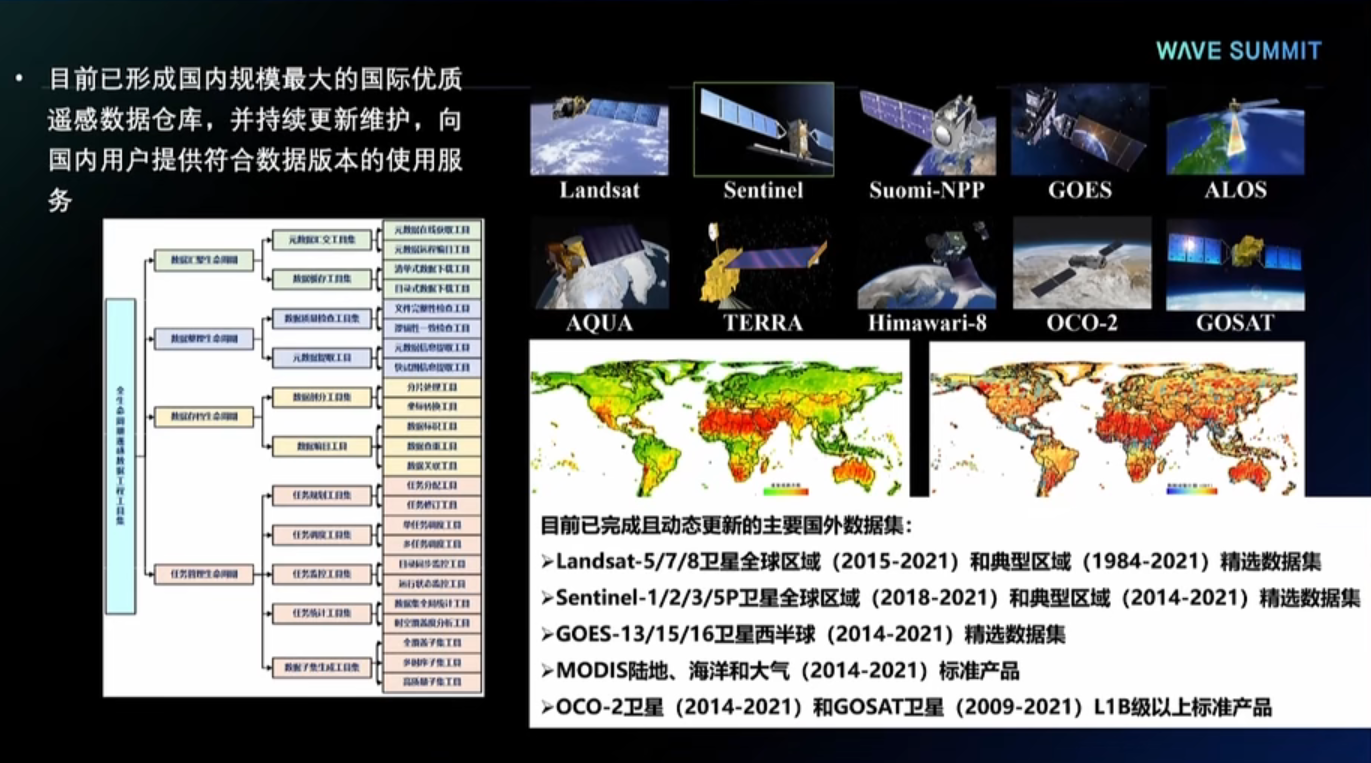 WAVE SUMMIT
• 目前已形成国内规模最大的国际优质
遥感数据仓库，并持续更新维护，向
国内用户提供符合数据版本的使用服
务
Landsat
Sentinel
Suomi-NPP
GOES
ALOS
AQUA
TERRA
Himawari-8
OCO-2
GOSAT
全生命周期遥感数据工程工具集
数据汇聚生命周期
元数据汇交工具集
元数据在线获取工具
元数据远程编目工具
数据缓存工具集
清单式数据下载工具
目录式数据下载工具
数据整理生命周期
数据质量检查工具集
文件完整性检查工具
逻辑性一致检查工具
元数据提取工具
元数据信息提取工具
快试图信息提取工具
数据存档生命周期
数据剖分工具集
分片处理工具
坐标转换工具
数据编目工具
数据标识工具
数据查重工具
数据关联工具
任务管理生命周期
任务规划工具集
任务分配工具
任务修订工具
任务调度工具集
单任务调度工具
多任务调度工具
任务监控工具集
目录同步监控工具
运行状态监控工具
任务统计工具集
数据集全局统计工具
时空覆盖度分析工具
数据子集生成工具集
全覆盖子集工具
多时序子集工具
高质量子集工具
目前已完成且动态更新的主要国外数据集：
➢Landsat-5/7/8卫星全球区域（2015-2021）和典型区域（1984-2021）精选数据集
➢Sentinel-1/2/3/5P卫星全球区域（2018-2021）和典型区域（2014-2021）精选数据集
➢GOES-13/15/16卫星西半球（2014-2021）精选数据集
➢MODIS陆地、海洋和大气（2014-2021）标准产品
➢OCO-2卫星（2014-2021）和GOSAT卫星（2009-2021）L1B级以上标准产品